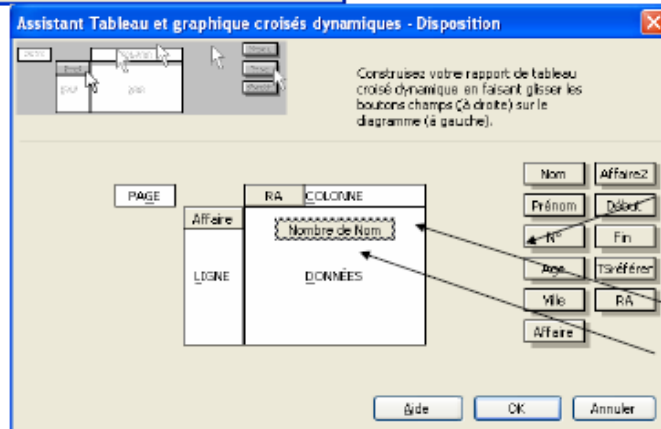 Assistant Tableau et graphique croisés dynamiques - Disposition
Construisez votre rapport de tableau
croisé dynamique en faisant glisser les
boutons champs (à droite) sur le
diagramme (à gauche).
PAGE
RA COLONNE
Affaire
Nombre de Nom
LIGNE
DONNÉES
Nom Affaire2
Prénom Début
N° Fin
Age TSréférer
Ville RA
Affaire
Aide OK Annuler